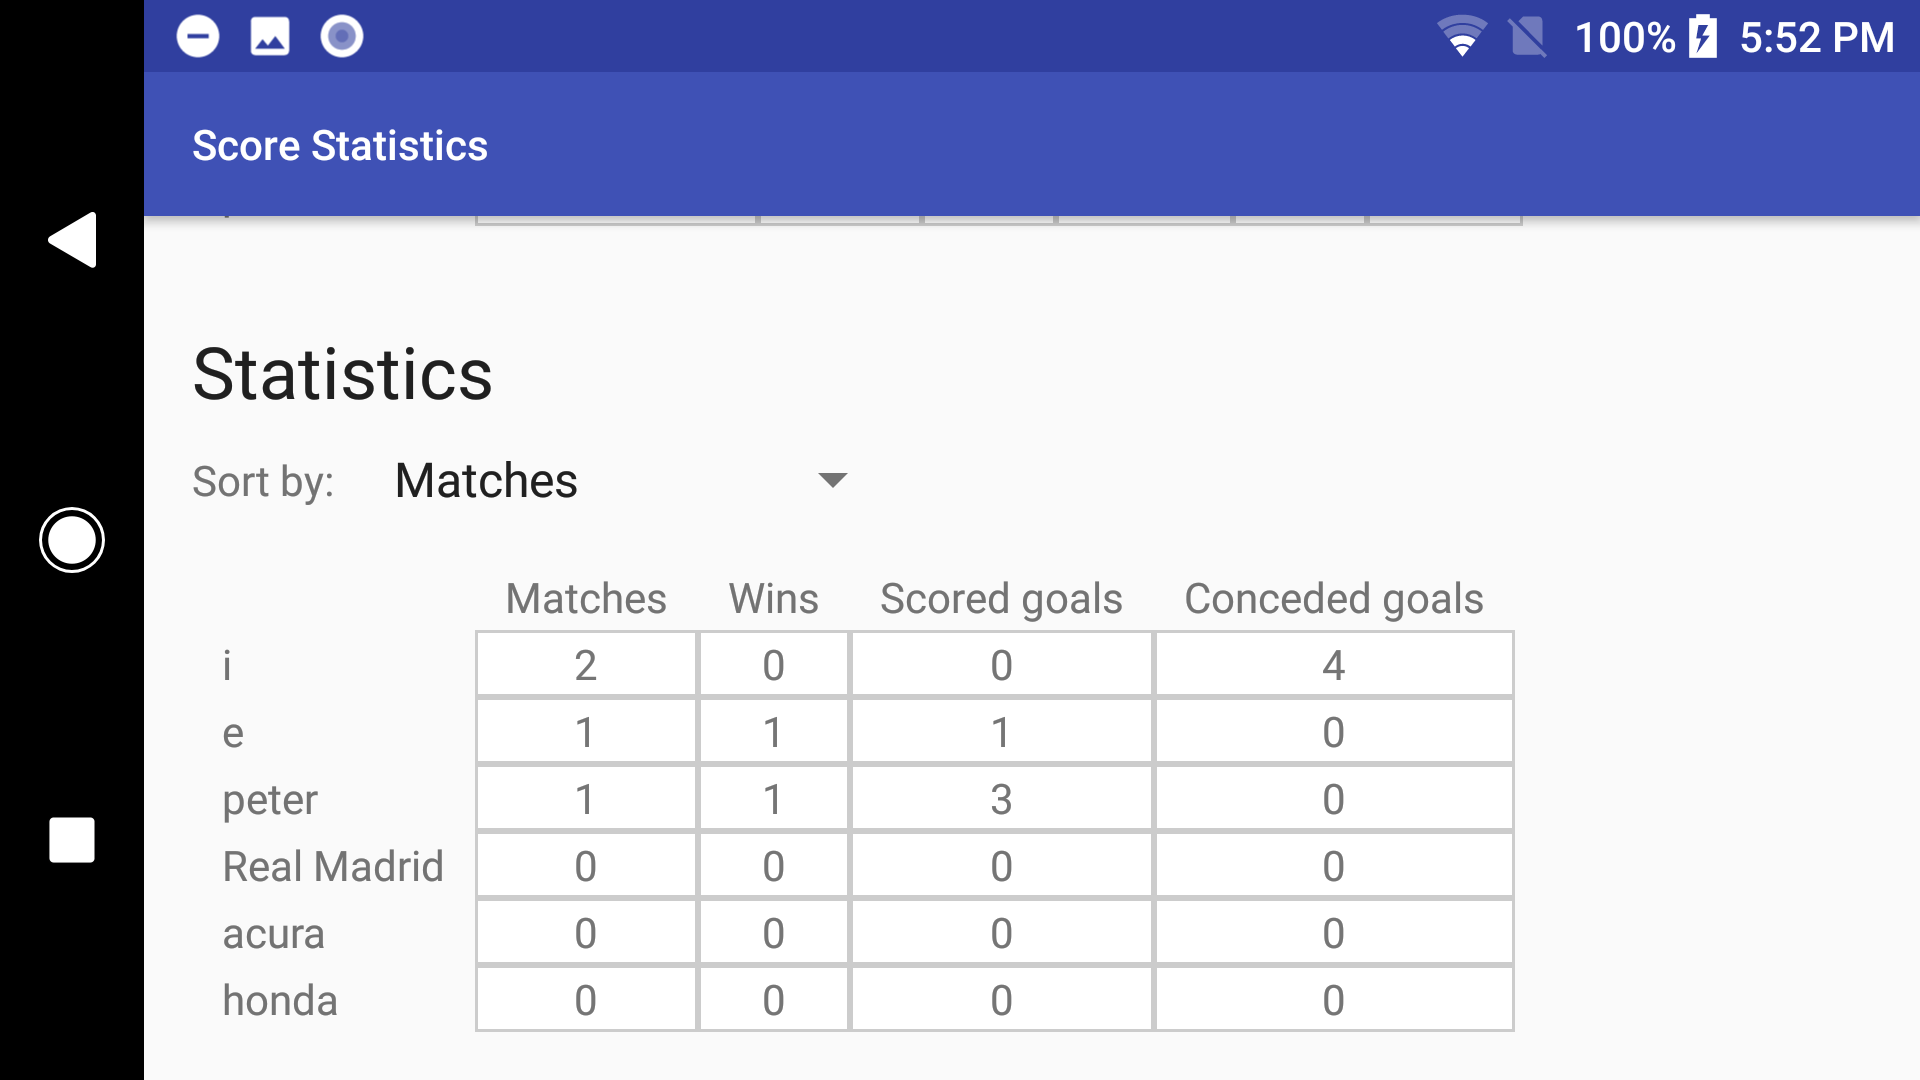 100% 5:52 PM
Score Statistics
Statistics
Sort by: Matches
Matches Wins Scored goals Conceded goals
i 2 0 0 4
e 1 1 1 0
peter 1 1 3 0
Real Madrid 0 0 0 0
acura 0 0 0 0
honda 0 0 0 0